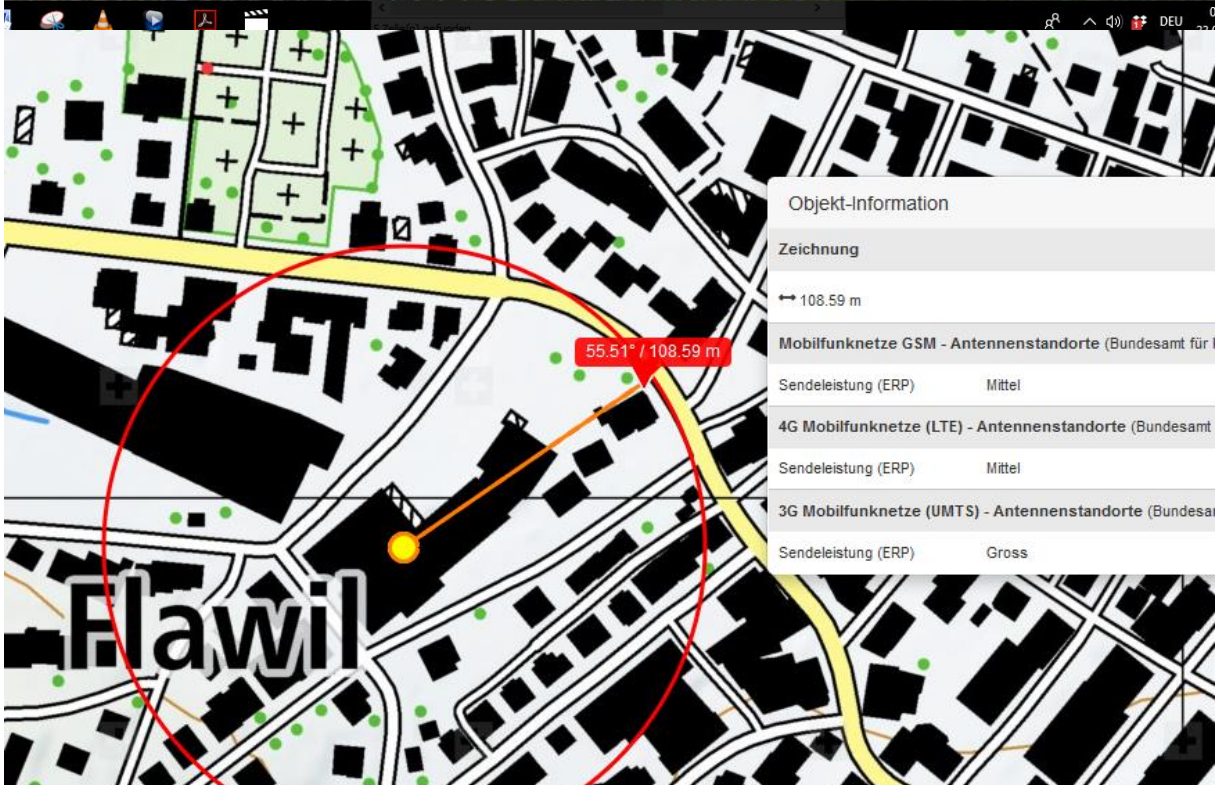 DEU
Objekt-Information
Zeichnung
↔ 108.59 m
55.51° / 108.59 m
Mobilfunknetze GSM - Antennenstandorte (Bundesamt für
Sendeleistung (ERP) Mittel
4G Mobilfunknetze (LTE) - Antennenstandorte (Bundesamt
Sendeleistung (ERP) Mittel
3G Mobilfunknetze (UMTS) - Antennenstandorte
Sendeleistung (ERP) Gross
Flawil